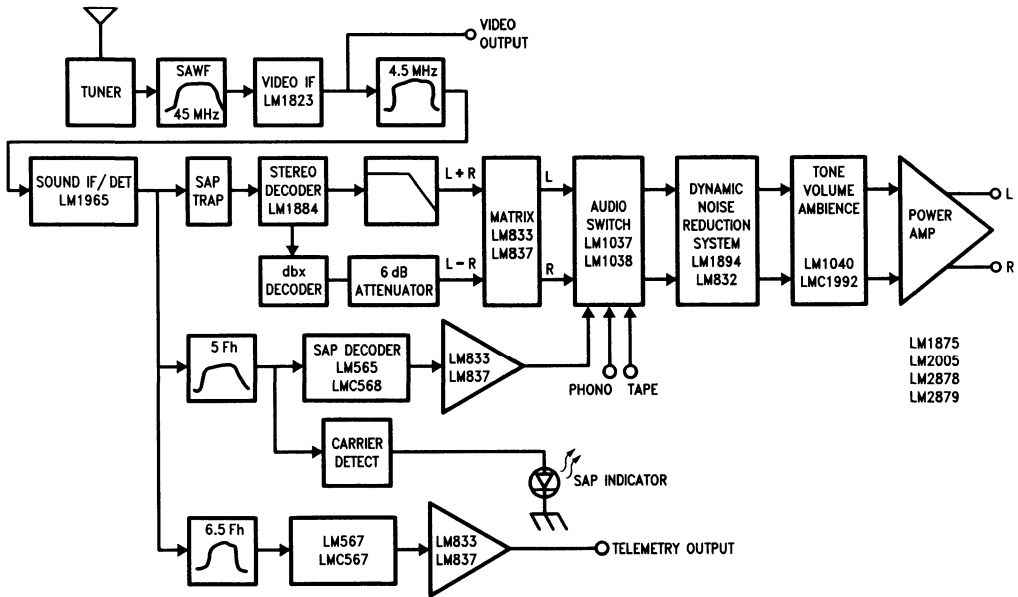 VIDEO
OUTPUT
TUNER
SAWF
45 MHz
VIDEO IF
LM1823
4.5 MHz
SOUND IF/DET
LM1965
SAP
TRAP
STEREO
DECODER
LM1884
L+R
MATRIX
LM833
LM837
L
R
AUDIO
SWITCH
LM1037
LM1038
DYNAMIC
NOISE
REDUCTION
SYSTEM
LM1894
LM832
TONE
VOLUME
AMBIENCE
LM1040
LMC1992
POWER
AMP
L
R
dbx
DECODER
6 dB
ATTENUATOR
L−R
5 Fh
SAP DECODER
LM565
LMC568
LM833
LM837
PHONO
TAPE
LM1875
LM2005
LM2878
LM2879
CARRIER
DETECT
SAP INDICATOR
6.5 Fh
LM567
LMC567
LM833
LM837
TELEMETRY OUTPUT